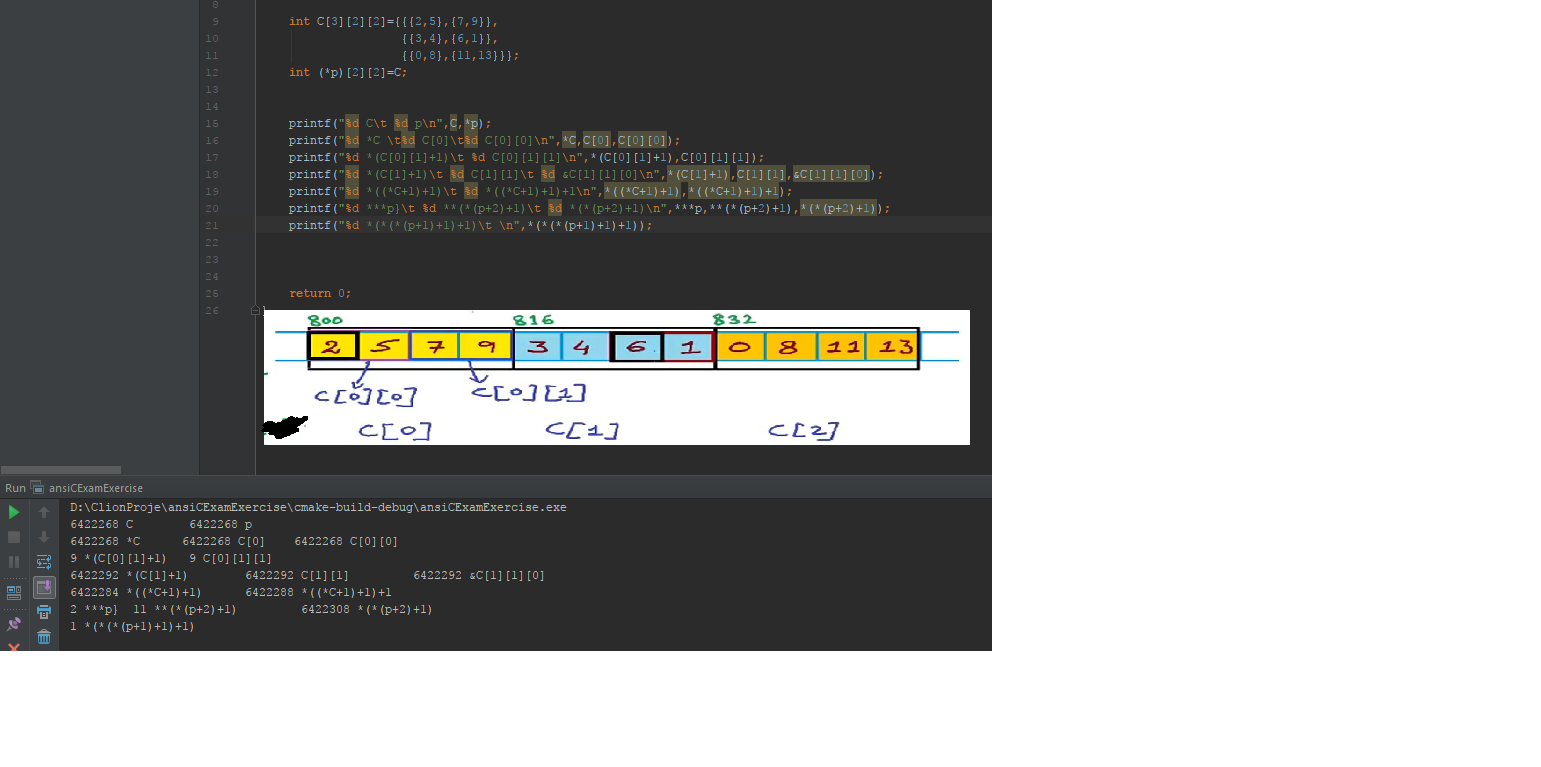 8
9 int C[3][2][2]={{{2,5},{7,9}},
10 {{3,4},{6,1}},
11 {{0,8},{11,13}}};
12 int (*p)[2][2]=C;
13
14
15 printf("%d C\t %d p\n",C,*p);
16 printf("%d *C \t%d C[0]\t%d C[0][0]\n",*C,C[0],C[0][0]);
17 printf("%d *(C[0][1]+1)\t %d C[0][1][1]\n",*(C[0][1]+1),C[0][1][1]);
18 printf("%d *(C[1]+1)\t %d C[1][1]\t %d &C[1][1][0]\n",*(C[1]+1),C[1][1],&C[1][1][0]);
19 printf("%d *((*C+1)+1)\t %d *((*C+1)+1)+1\n",*((*C+1)+1),*((*C+1)+1)+1);
20 printf("%d ***p}\t %d **(*(p+2)+1)\t %d *(*(p+2)+1)\n",***p,**(*(p+2)+1),*(*(p+2)+1));
21 printf("%d *(*(*(p+1)+1)+1)\t \n",*(*(*(p+1)+1)+1));
22
23
24
25 return 0;
26 }
800 816 832
2 5 7 9 3 4 6 1 0 8 11 13
C[0][0] C[0][1]
C[0] C[1] C[2]
Run ansiCExamExercise
D:\ClionProje\ansiCExamExercise\cmake-build-debug\ansiCExamExercise.exe
6422268 C 6422268 p
6422268 *C 6422268 C[0] 6422268 C[0][0]
9 *(C[0][1]+1) 9 C[0][1][1]
6422292 *(C[1]+1) 6422292 C[1][1] 6422292 &C[1][1][0]
6422284 *((*C+1)+1) 6422288 *((*C+1)+1)+1
2 ***p} 11 **(*(p+2)+1) 6422308 *(*(p+2)+1)
1 *(*(*(p+1)+1)+1)